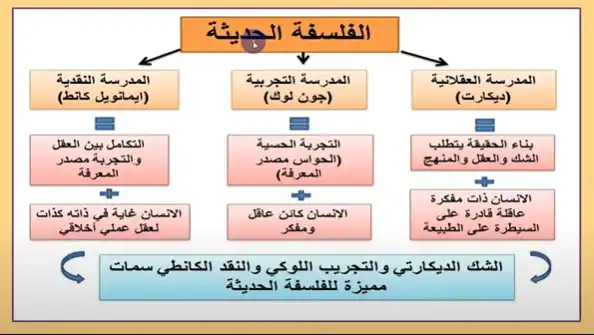 الفلسفة الحديثة
المدرسة العقلانية
(ديكارت)
المدرسة التجربية
(جون لوك)
المدرسة النقدية
(ايمانويل كانط)
بناء الحقيقة يتطلب
الشك والعقل والمنهج
التجربة الحسية
(الحواس مصدر
المعرفة)
التكامل بين العقل
والتجربة مصدر
المعرفة
الانسان ذات مفكرة
عاقلة قادرة على
السيطرة على الطبيعة
الانسان كائن عاقل
ومفكر
الانسان غاية في ذاته كذات
لعقل عملي أخلاقي
الشك الديكارتي والتجريب اللوكي والنقد الكانطي سمات
مميزة للفلسفة الحديثة